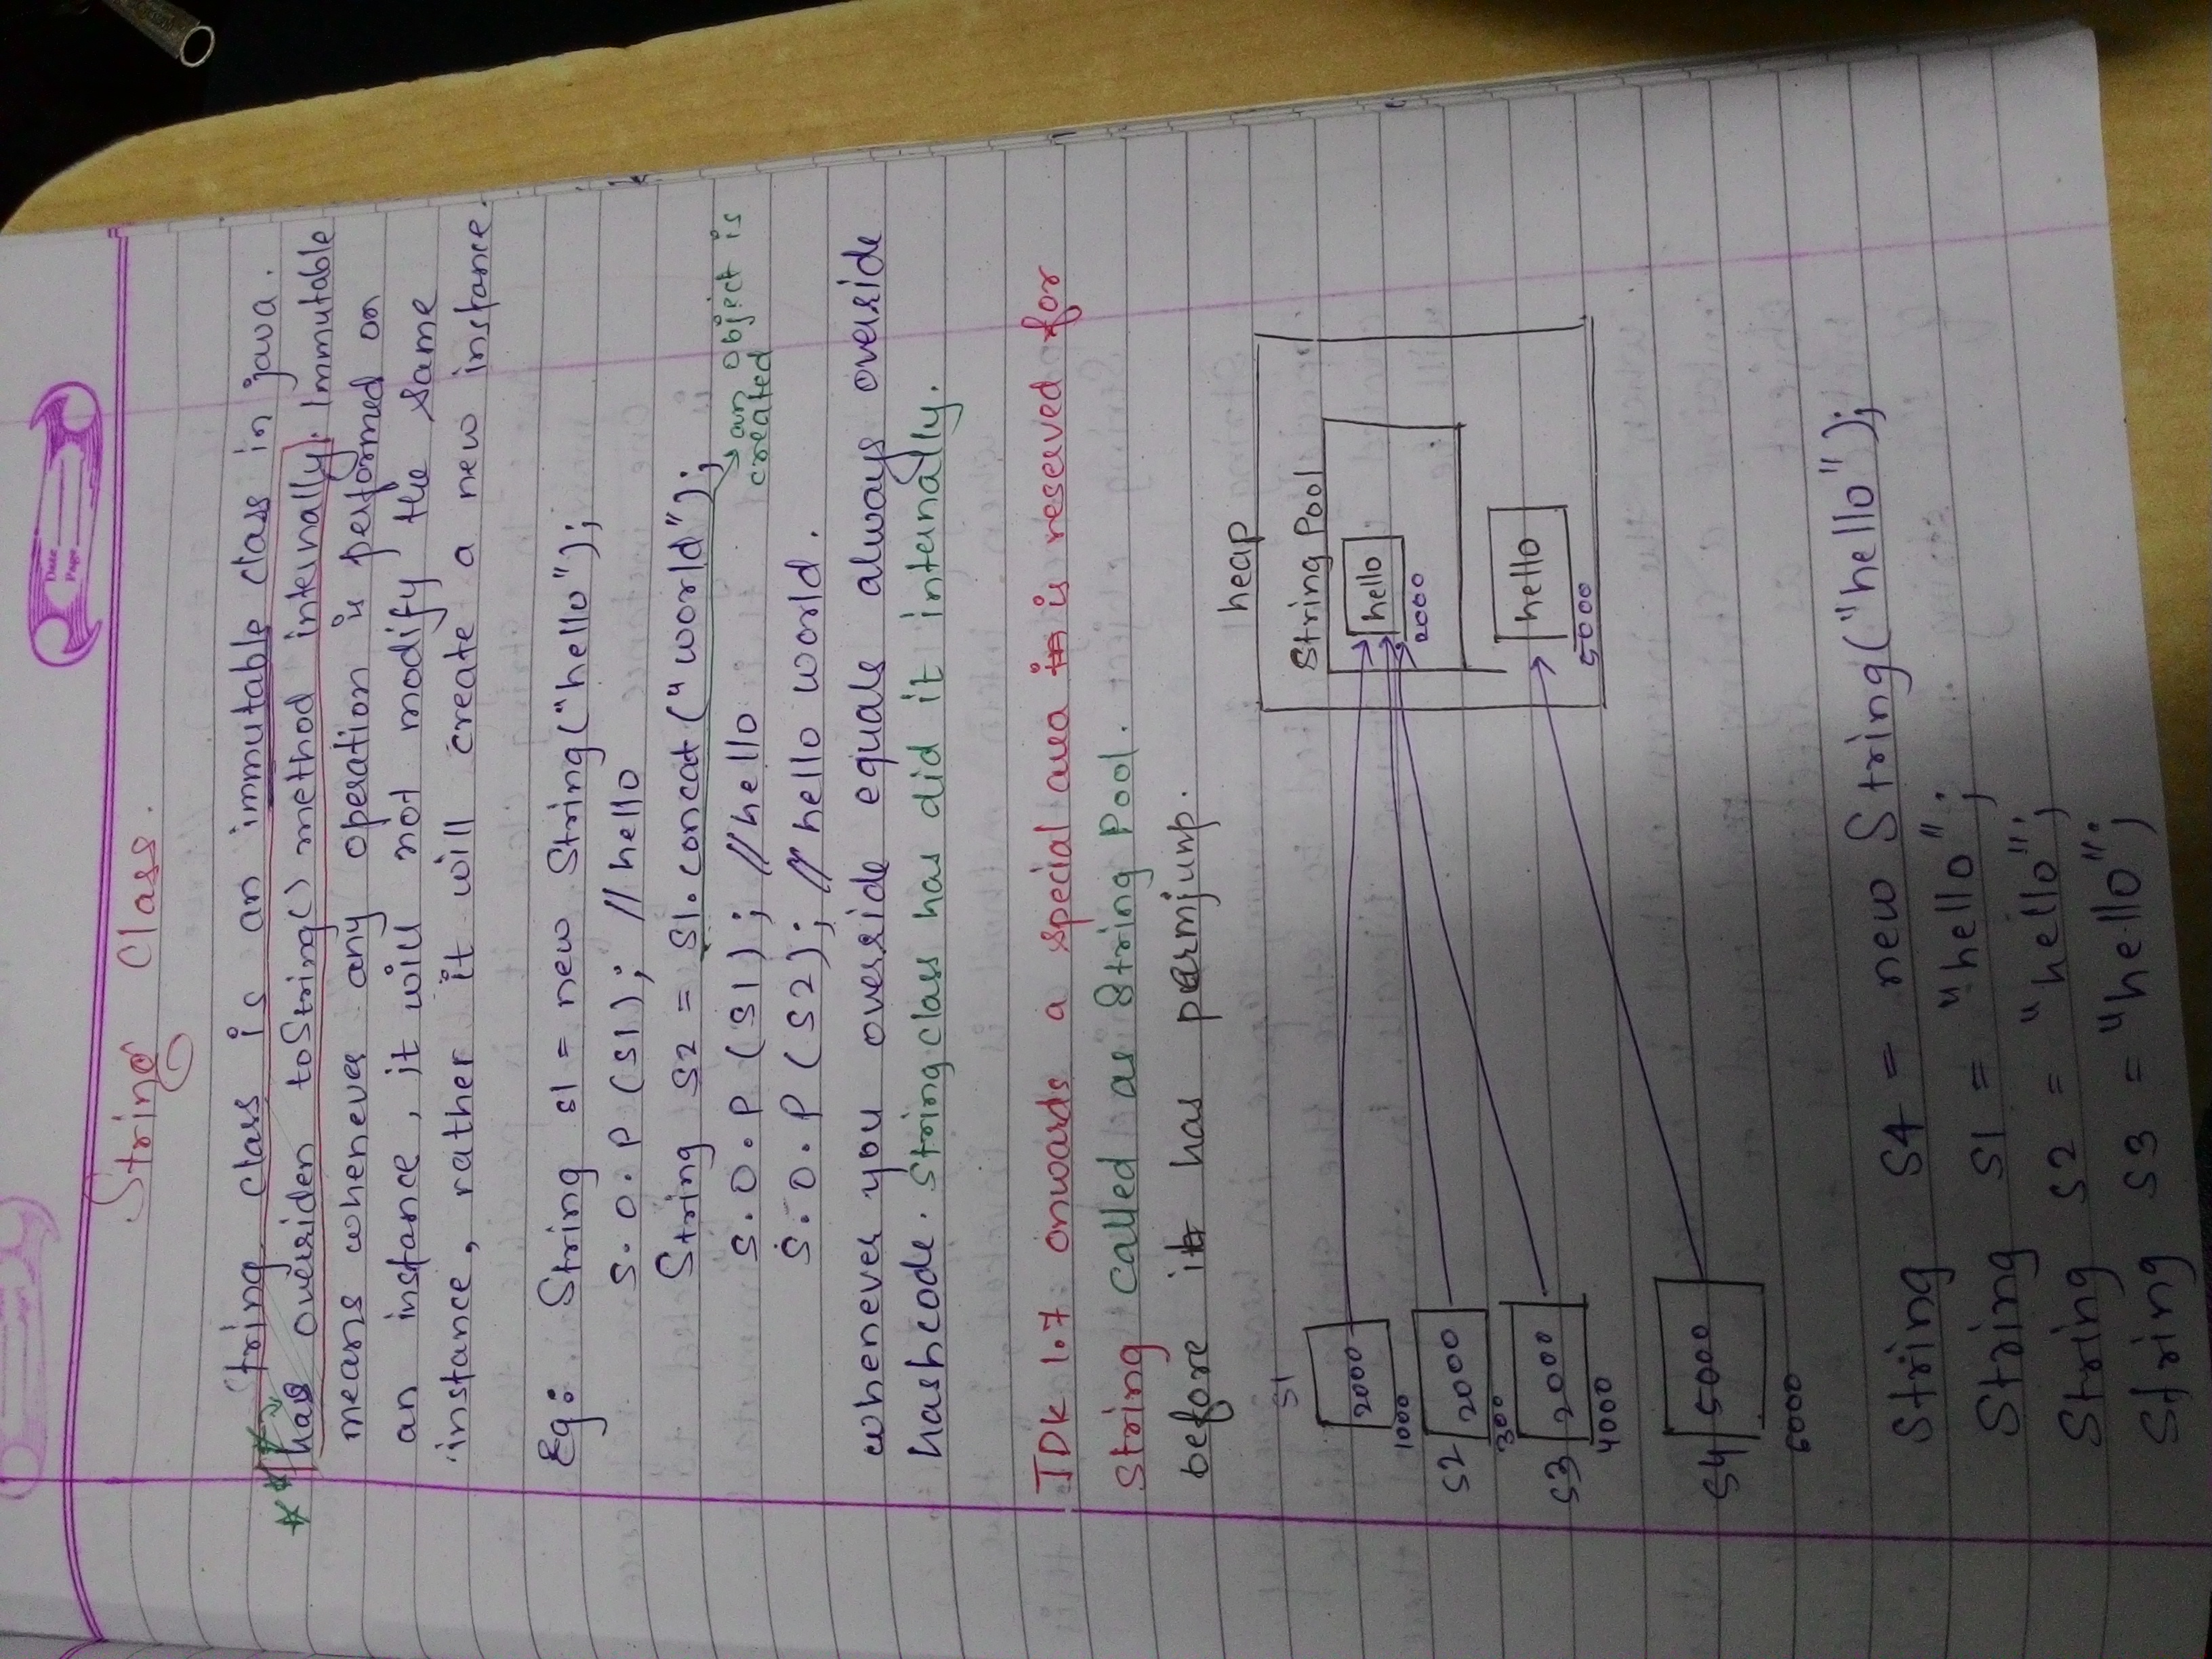 Date
Page
String Class.
String class is an immutable class in java.
has overriden toString() method internally. Immutable
means whenever any operation is performed on
an instance, it will not modify the same
instance, rather it will create a new instance.
Eg: String s1 = new String("hello");
S.O.P (S1); // hello
String S2 = S1.concat("world");
an object is
created
S.O.P (S1); //hello
S.O.P (S2); // hello world.
whenever you override equals always override
hashcode. String class has did it internally.
JDK 1.7 onwards a special area is reserved for
string called as String Pool.
before it has permjunp.
heap
S1
String Pool
2000
hello
1000
2000
S2 2000
300
hello
S3 2000
5000
4000
S4 5000
6000
String S4 = new String("hello");
String S1 = "hello";
String S2 = "hello";
String S3 = "hello";